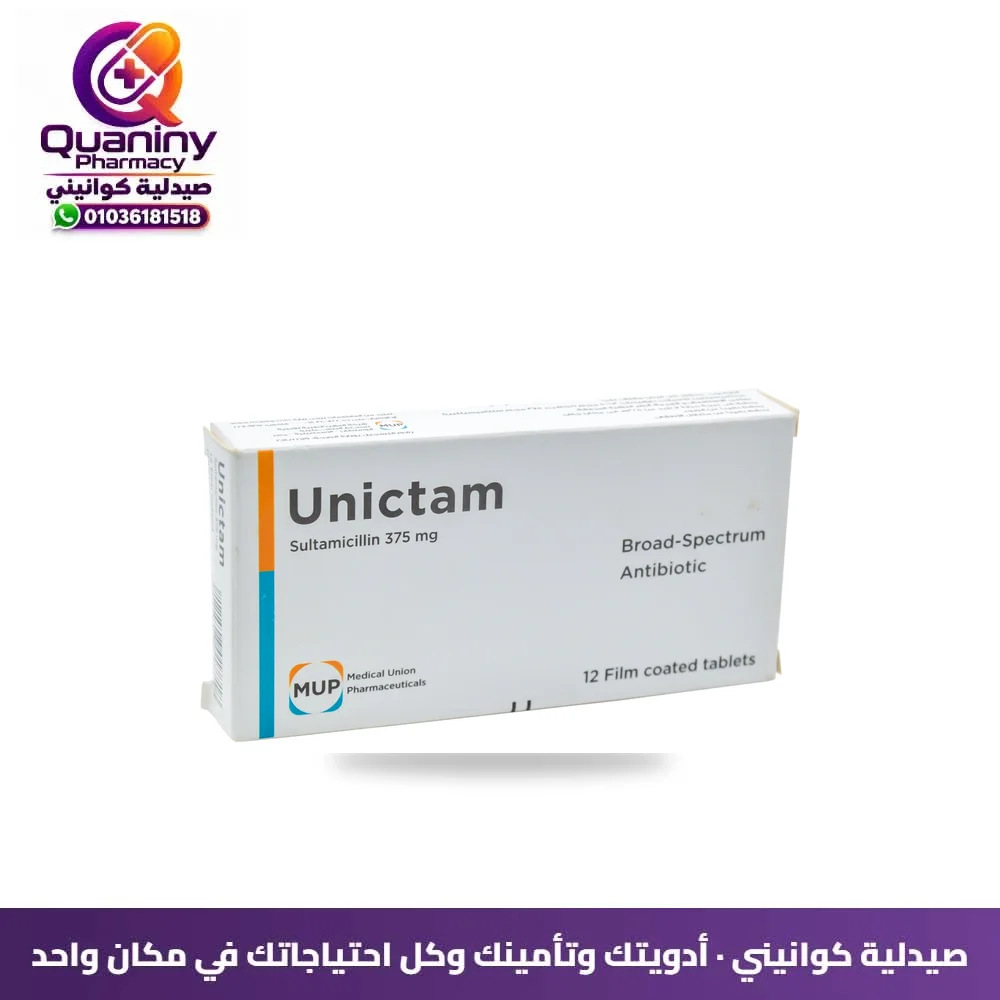 Quaniny
Pharmacy
صيدلية كوانيني
01036181518
MUP
Unictam
Unictam
Sultamicillin 375 mg
Broad-Spectrum
Antibiotic
MUP
Medical Union
Pharmaceuticals
12 Film coated tablets
صيدلية كوانيني · أدويتك وتأمينك وكل احتياجاتك في مكان واحد